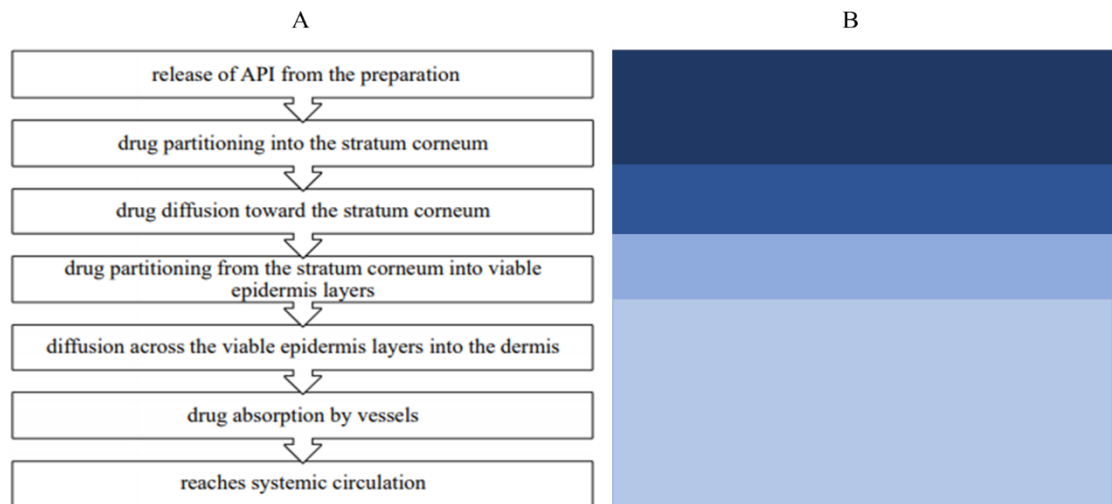 A
B
release of API from the preparation
drug partitioning into the stratum corneum
drug diffusion toward the stratum corneum
drug partitioning from the stratum corneum into viable
epidermis layers
diffusion across the viable epidermis layers into the dermis
drug absorption by vessels
reaches systemic circulation